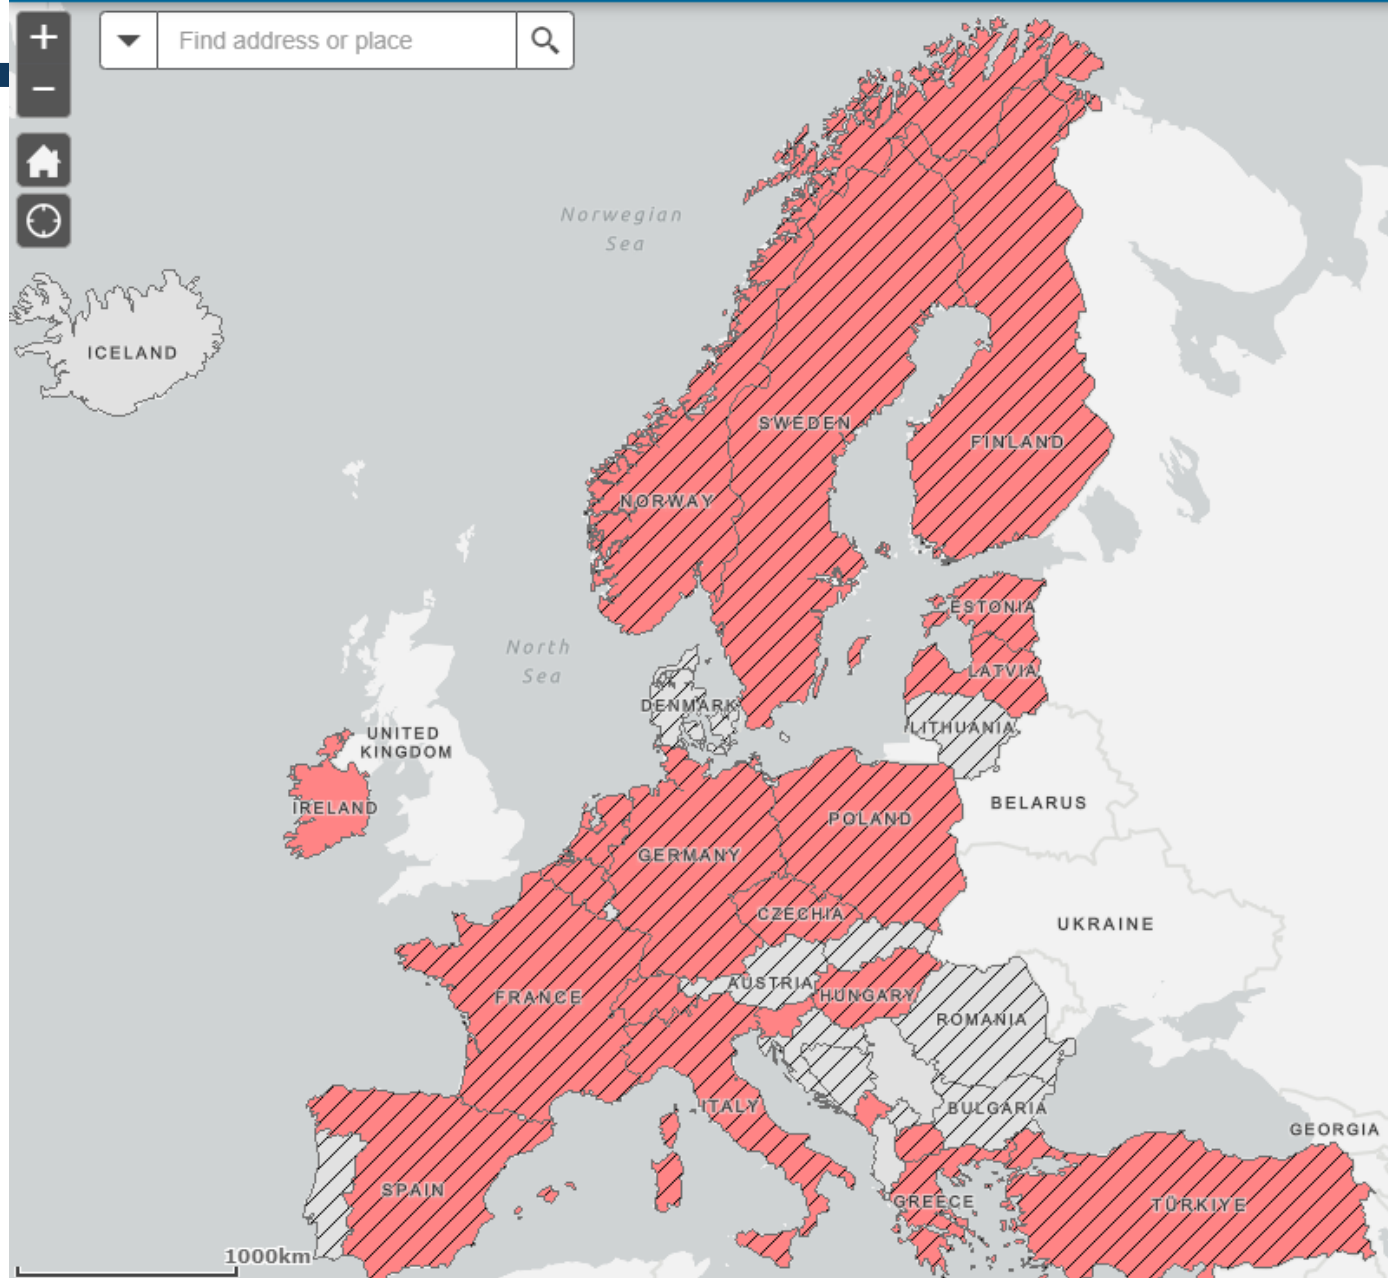 +
Find address or place
−
Norwegian
Sea
ICELAND
SWEDEN
FINLAND
NORWAY
ESTONIA
North
Sea
LATVIA
DENMARK
LITHUANIA
UNITED
KINGDOM
BELARUS
IRELAND
POLAND
GERMANY
CZECHIA
UKRAINE
AUSTRIA
HUNGARY
FRANCE
ROMANIA
ITALY
BULGARIA
GEORGIA
SPAIN
GREECE
TÜRKIYE
1000km